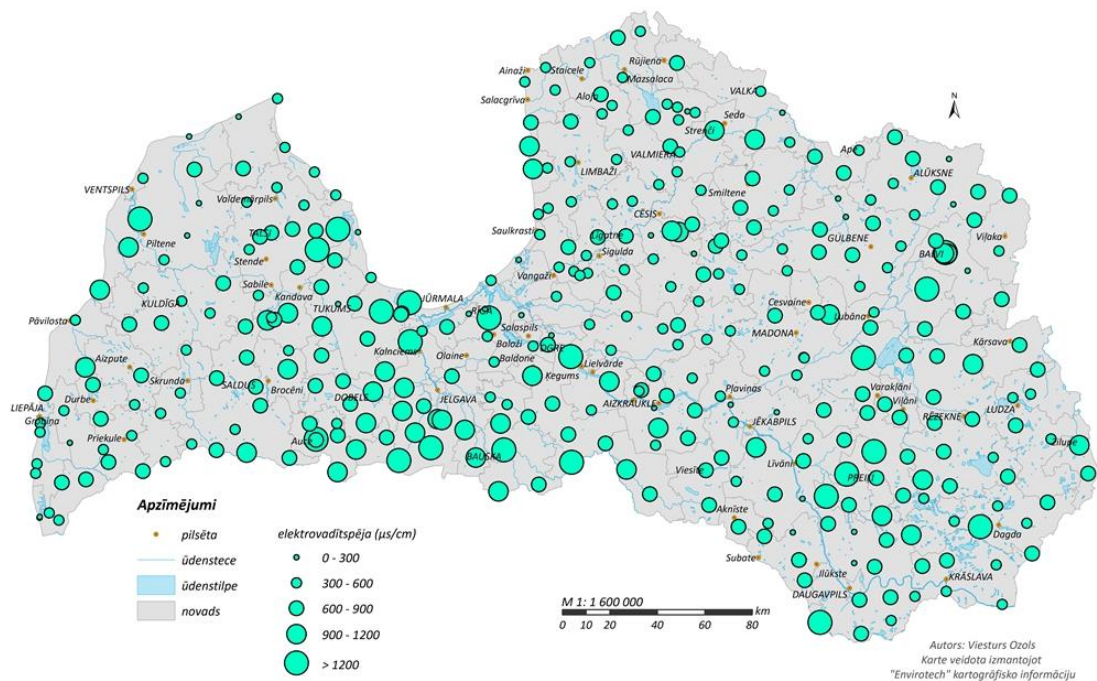 Rūjiena
Ainaži
Staicele
Mazsalaca
Salacgrīva
Aloja
VALKA
Seda
Strenči
Ape
VALMIERA
ALŪKSNE
LIMBAŽI
VENTSPILS
Valdemārpils
Smiltene
CĒSIS
Piltene
TALSI
Saulkrasti
Līgatne
GULBENE
Viļaka
Stende
Sigulda
BALVI
Sabile
Vangaži
KULDĪGA
Kandava
JŪRMALA
Cesvaine
Pāvilosta
TUKUMS
RĪGA
Lubāna
Salaspils
MADONA
Baloži
OGRE
Kārsava
Kalnciems
Olaine
Baldone
Aizpute
Lielvārde
Skrunda
SALDUS
Brocēni
Ķegums
Pļaviņas
Varakļāni
Durbe
DOBELE
JELGAVA
AIZKRAUKLE
Viļāni
LIEPĀJA
Grobiņa
RĒZEKNE
LUDZA
JĒKABPILS
Priekule
Auce
BAUSKA
Zilupe
Viesīte
Līvāni
PREIĻI
Akniste
Dagda
Subate
Ilūkste
KRĀSLAVA
DAUGAVPILS
N
Apzīmējumi
pilsēta
ūdenstece
ūdenstilpe
novads
elektrovadītspēja (µs/cm)
0 - 300
300 - 600
600 - 900
900 - 1200
> 1200
M 1: 1 600 000
km
0 10 20 40 60 80
Autors: Viesturs Ozols
Karte veidota izmantojot
"Envirotech" kartogrāfisko informāciju